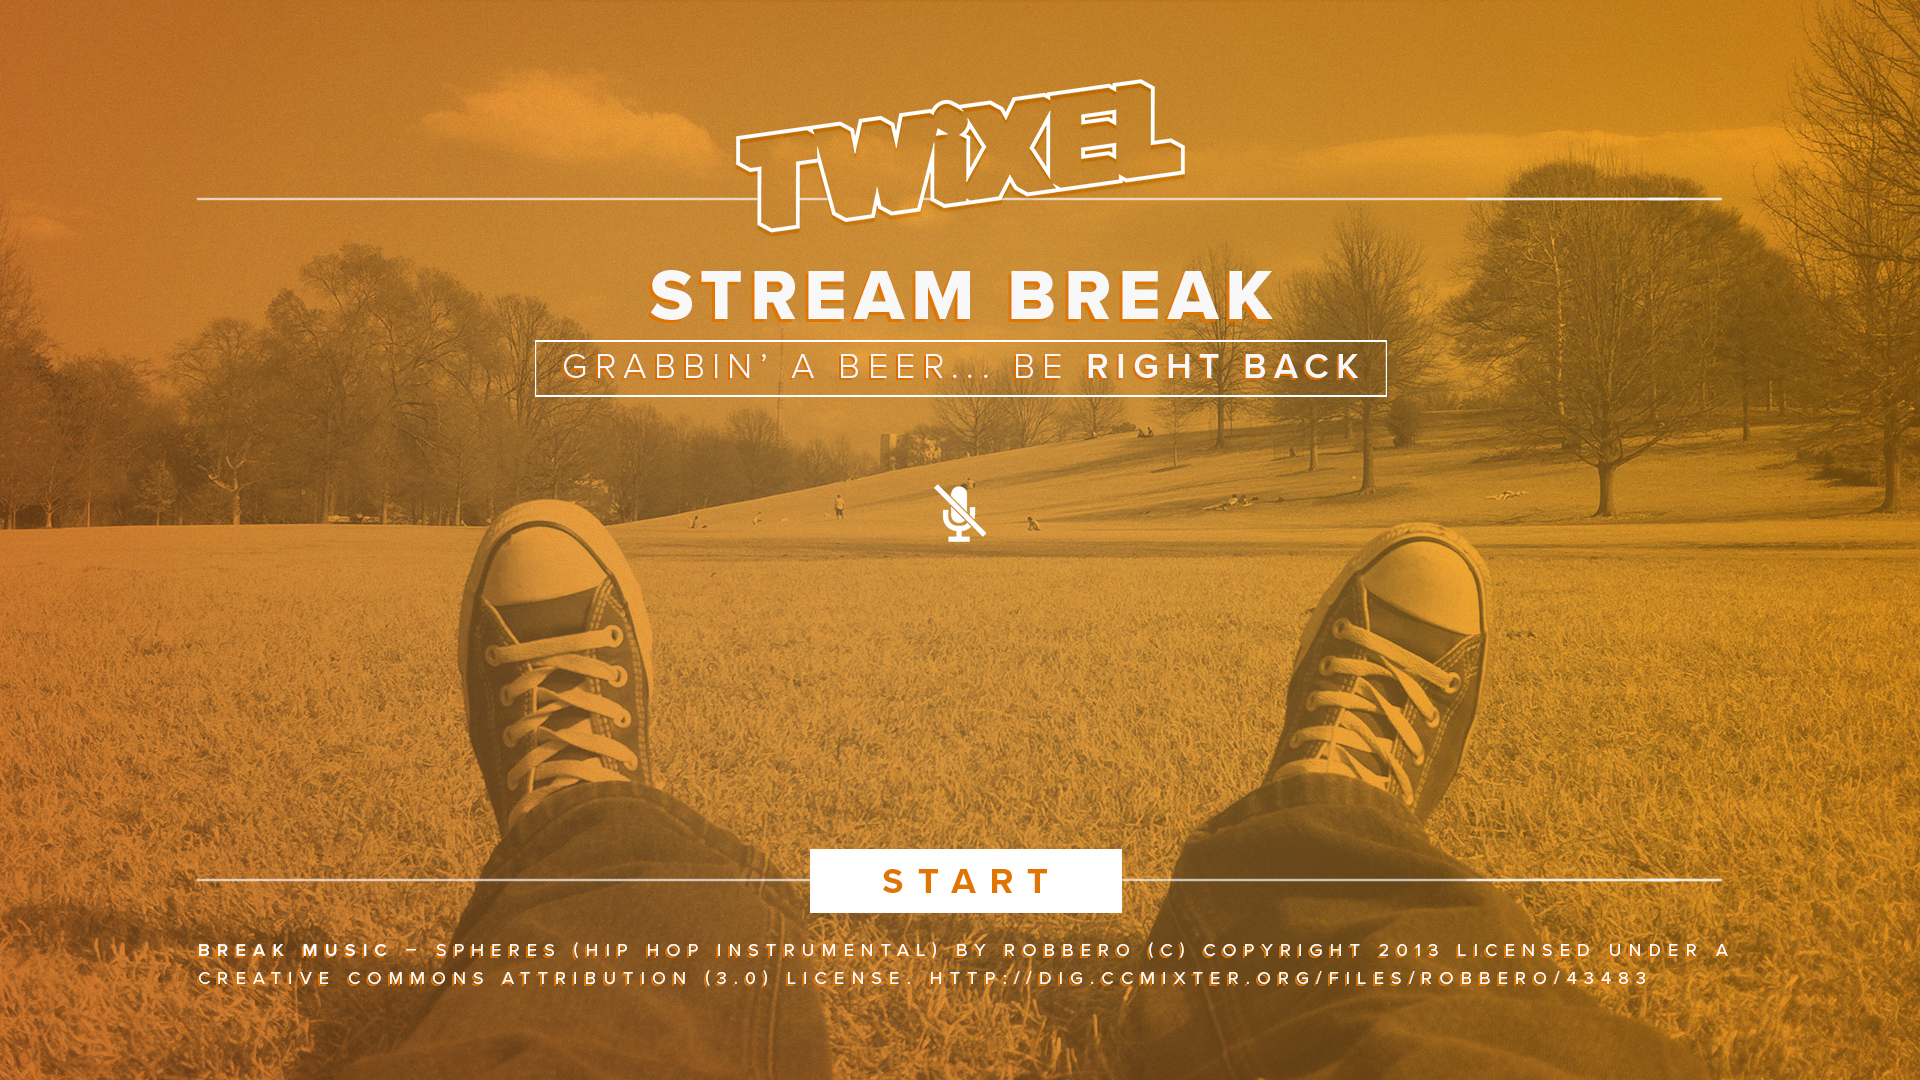 TWiXEL
STREAM BREAK
GRABBIN' A BEER... BE RIGHT BACK
START
BREAK MUSIC – SPHERES (HIP HOP INSTRUMENTAL) BY ROBBERO (C) COPYRIGHT 2013 LICENSED UNDER A
CREATIVE COMMONS ATTRIBUTION (3.0) LICENSE. HTTP://DIG.CCMIXTER.ORG/FILES/ROBBERO/43483